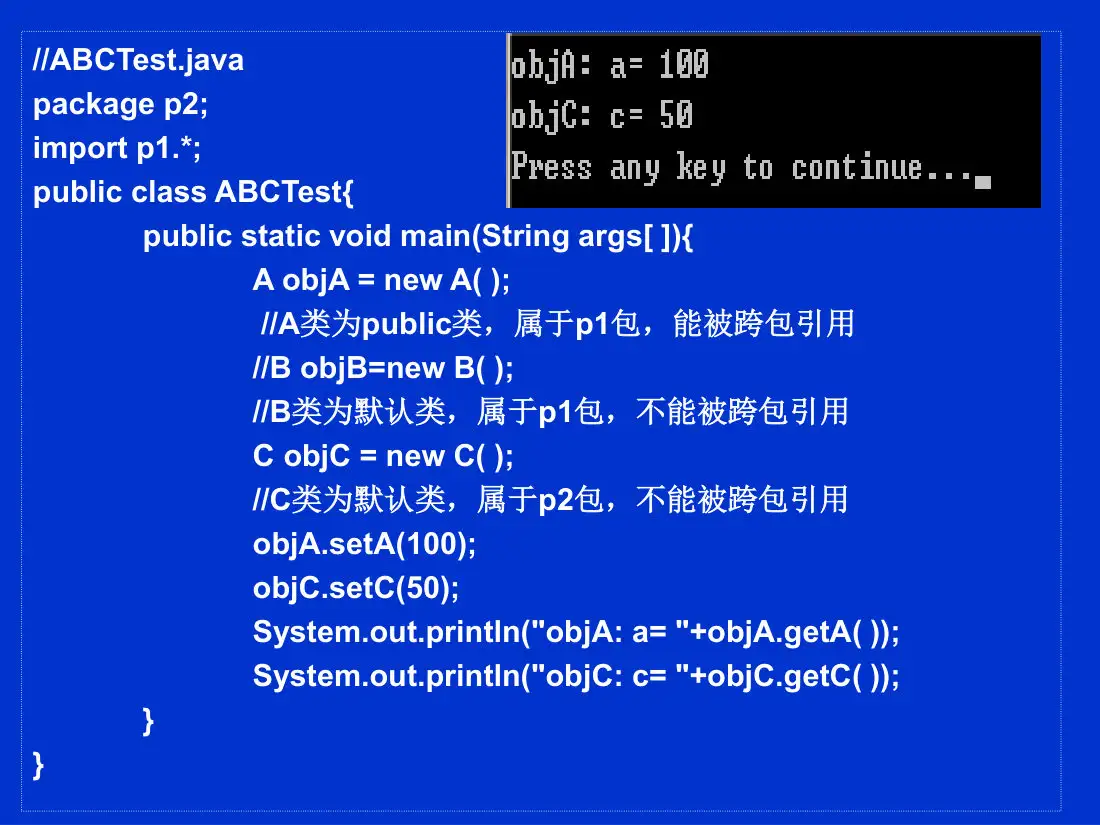 //ABCTest.java
package p2;
import p1.*;
public class ABCTest{
public static void main(String args[ ]){
A objA = new A( );
//A类为public类，属于p1包，能被跨包引用
//B objB=new B( );
//B类为默认类，属于p1包，不能被跨包引用
C objC = new C( );
//C类为默认类，属于p2包，不能被跨包引用
objA.setA(100);
objC.setC(50);
System.out.println("objA: a= "+objA.getA( ));
System.out.println("objC: c= "+objC.getC( ));
}
}
objA: a= 100
objC: c= 50
Press any key to continue..._